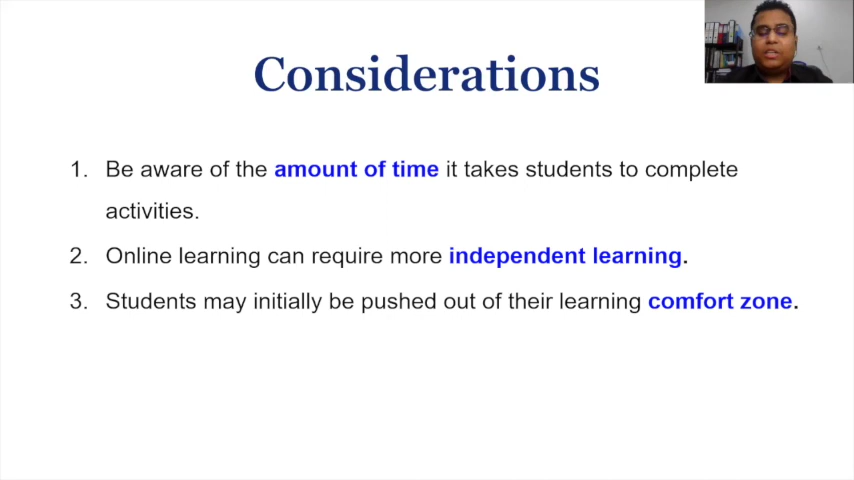 Considerations
1. Be aware of the amount of time it takes students to complete
activities.
2. Online learning can require more independent learning.
3. Students may initially be pushed out of their learning comfort zone.